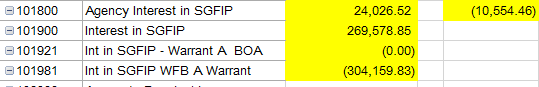 101800 Agency Interest in SGFIP 24,026.52 (10,554.46)
101900 Interest in SGFIP 269,578.85
101921 Int in SGFIP - Warrant A BOA (0.00)
101981 Int in SGFIP WFB A Warrant (304,159.83)